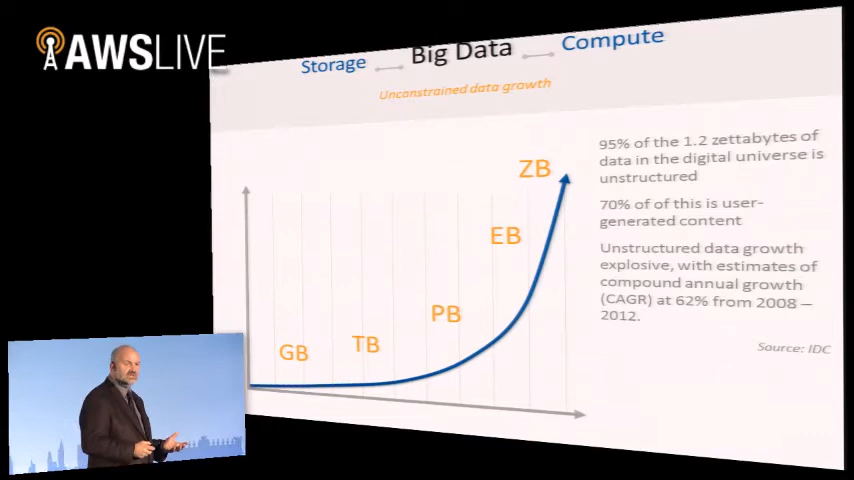 AWSLIVE
Storage Big Data Compute
Unconstrained data growth
95% of the 1.2 zettabytes of
data in the digital universe is
unstructured
70% of of this is user-
generated content
Unstructured data growth
explosive, with estimates of
compound annual growth
(CAGR) at 62% from 2008 –
2012.
Source: IDC
ZB
EB
PB
TB
GB